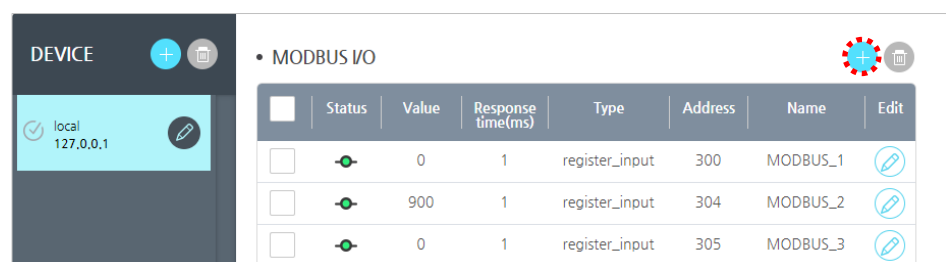 DEVICE
• MODBUS I/O
local
127.0.0.1
Status Value Response time(ms) Type Address Name Edit
0 1 register_input 300 MODBUS_1
900 1 register_input 304 MODBUS_2
0 1 register_input 305 MODBUS_3